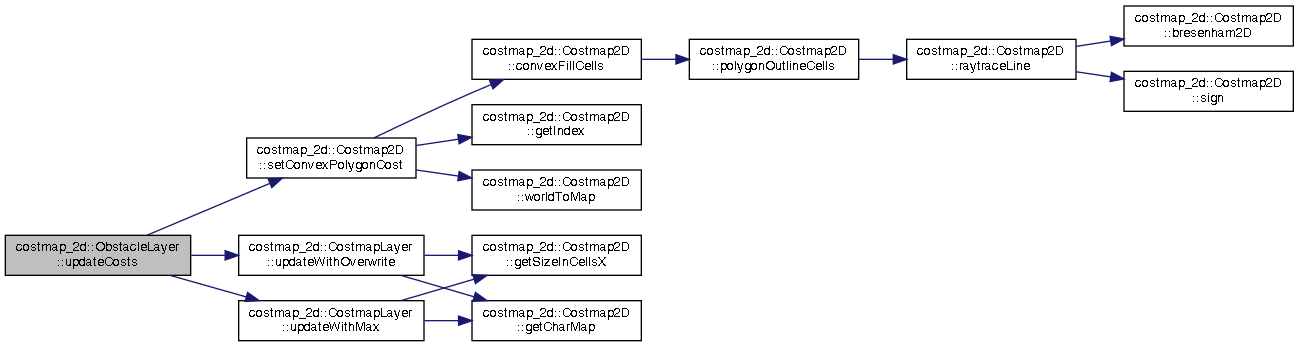 costmap_2d::Costmap2D
::bresenham2D
costmap_2d::Costmap2D
::convexFillCells
costmap_2d::Costmap2D
::polygonOutlineCells
costmap_2d::Costmap2D
::raytraceLine
costmap_2d::Costmap2D
::sign
costmap_2d::Costmap2D
::getIndex
costmap_2d::Costmap2D
::setConvexPolygonCost
costmap_2d::Costmap2D
::worldToMap
costmap_2d::ObstacleLayer
::updateCosts
costmap_2d::CostmapLayer
::updateWithOverwrite
costmap_2d::Costmap2D
::getSizeInCellsX
costmap_2d::CostmapLayer
::updateWithMax
costmap_2d::Costmap2D
::getCharMap